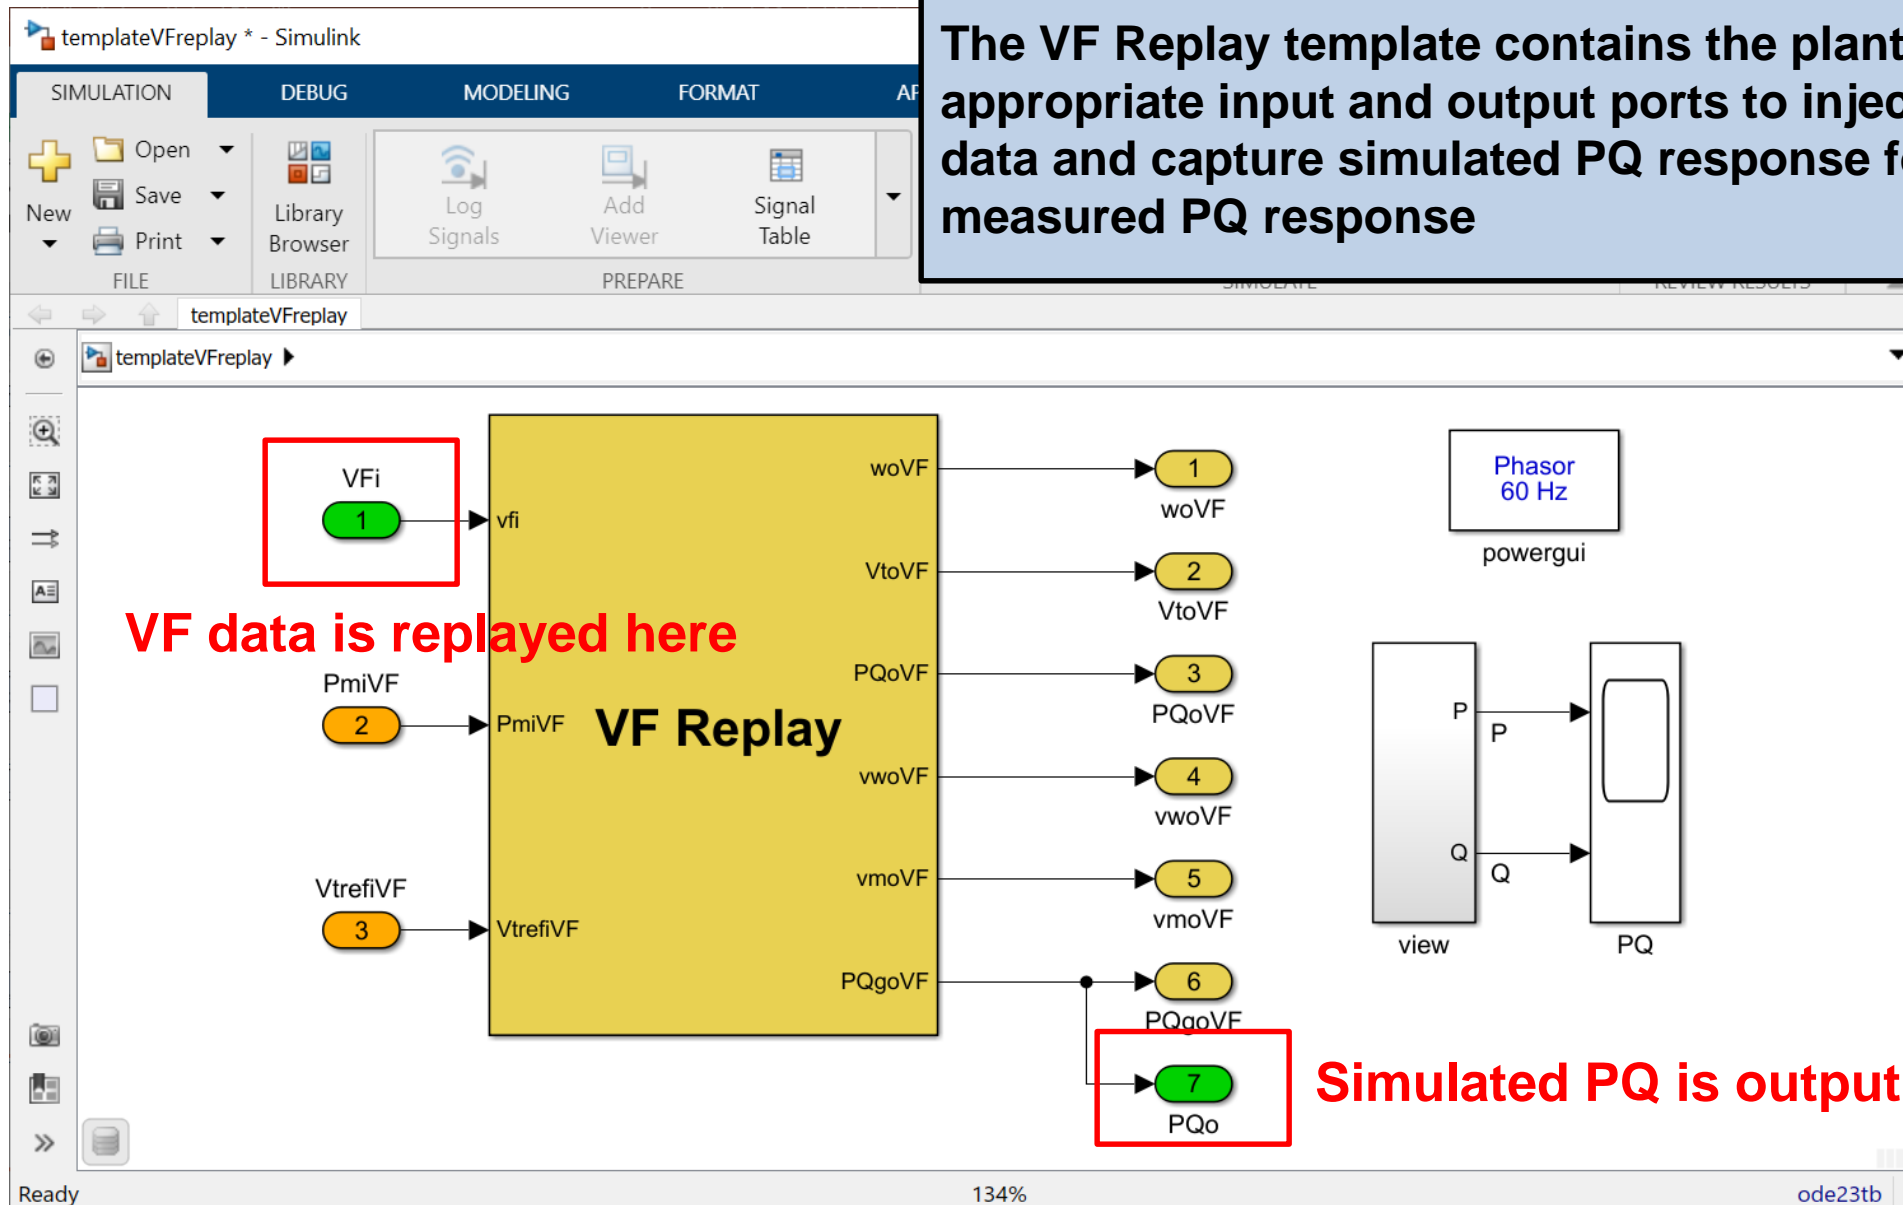 templateVFreplay * - Simulink
The VF Replay template contains the plant
appropriate input and output ports to injec
data and capture simulated PQ response f
measured PQ response
SIMULATION DEBUG MODELING FORMAT AP
New
Open
Save
Print
Library
Browser
Log
Signals
Add
Viewer
Signal
Table
FILE LIBRARY PREPARE SIMULATE REVIEW RESULTS
templateVFreplay
templateVFreplay
VFi
1
vfi
VF data is replayed here
PmiVF
2
PmiVF
VF Replay
VtrefiVF
3
VtrefiVF
woVF
1
woVF
VtoVF
2
VtoVF
PQoVF
3
PQoVF
vwoVF
4
vwoVF
vmoVF
5
vmoVF
PQgoVF
6
PQgoVF
7
PQo
Simulated PQ is output
Phasor
60 Hz
powergui
P
P
Q
Q
view
PQ
Ready 134% ode23tb